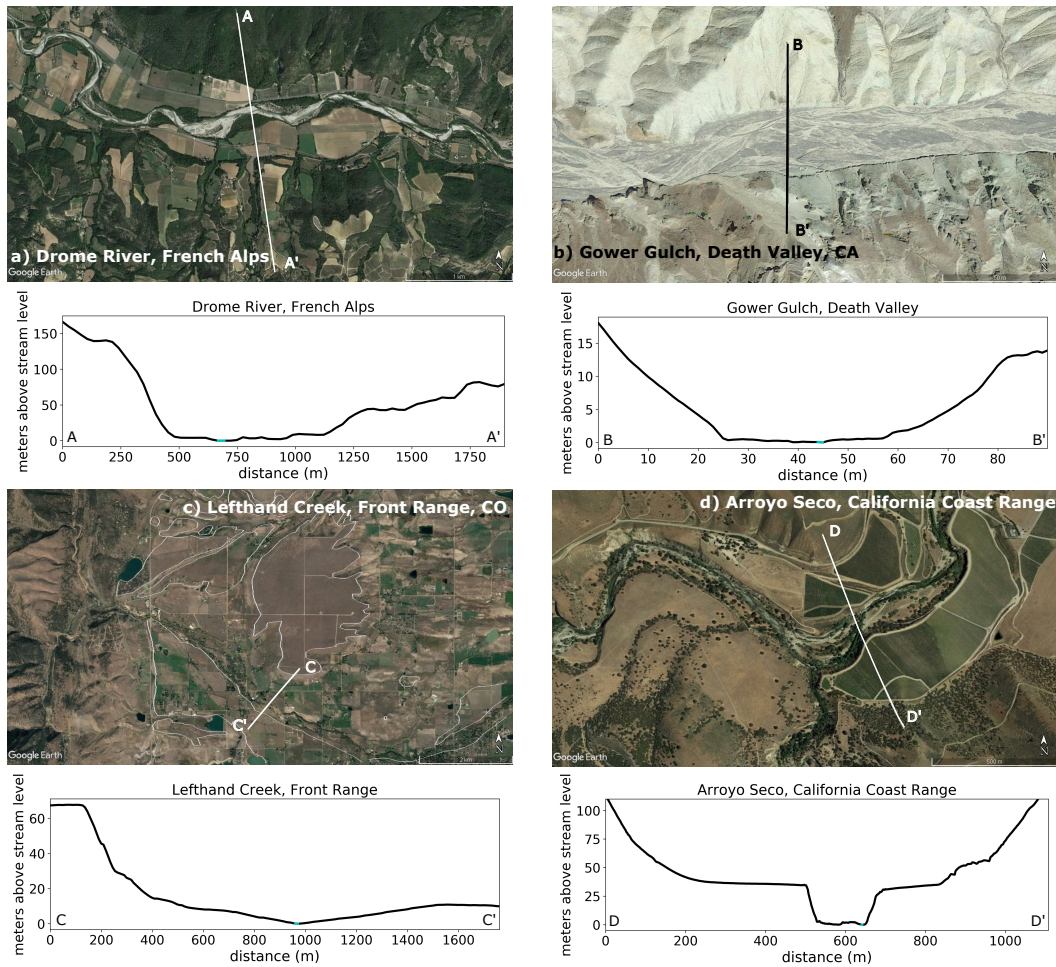 A
A'
a) Drome River, French Alps
Google Earth
1 km
N
B
B'
b) Gower Gulch, Death Valley, CA
Google Earth
N
Drome River, French Alps
meters above stream level
150
100
50
0
A
A'
0 250 500 750 1000 1250 1500 1750
distance (m)
Gower Gulch, Death Valley
meters above stream level
15
10
5
0
B
B'
0 10 20 30 40 50 60 70 80
distance (m)
c) Lefthand Creek, Front Range, CO
C
C'
Google Earth
2 km
N
d) Arroyo Seco, California Coast Range
D
D'
Google Earth
500 m
N
Lefthand Creek, Front Range
meters above stream level
60
40
20
0
C
C'
0 200 400 600 800 1000 1200 1400 1600
distance (m)
Arroyo Seco, California Coast Range
meters above stream level
100
75
50
25
0
D
D'
0 200 400 600 800 1000
distance (m)